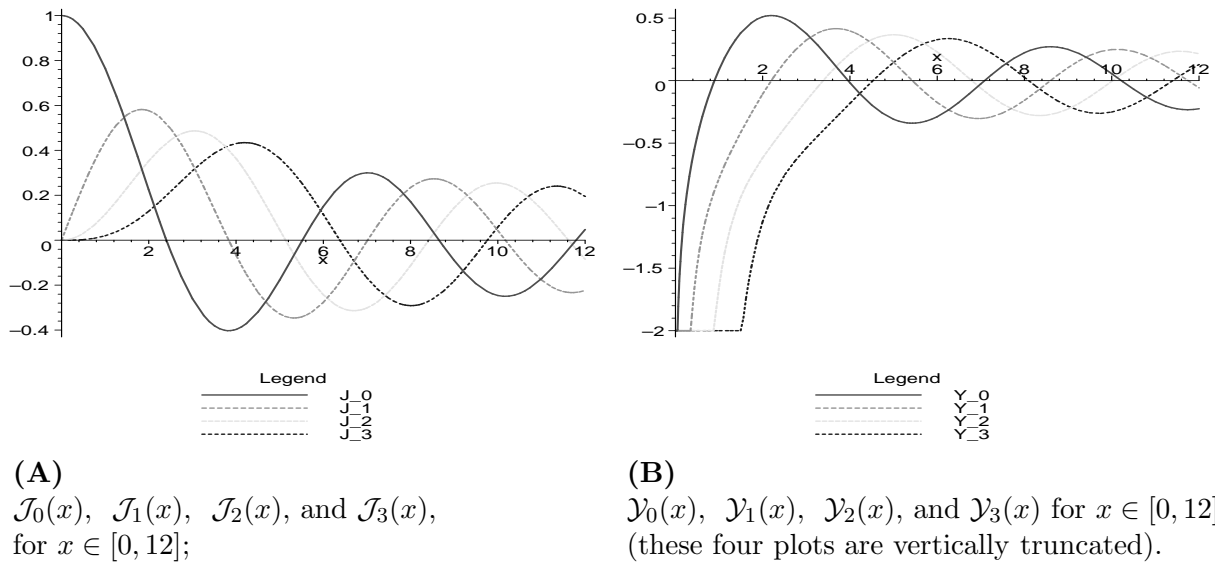 1
0.8
0.6
0.4
0.2
0
−0.2
−0.4
2 4 6 8 10 12
x
Legend
J_0
J_1
J_2
J_3
0.5
0
−0.5
−1
−1.5
−2
x
2 4 6 8 10 12
Legend
Y_0
Y_1
Y_2
Y_3
(A)
𝒥₀(x), 𝒥₁(x), 𝒥₂(x), and 𝒥₃(x),
for x ∈ [0, 12];
(B)
𝒴₀(x), 𝒴₁(x), 𝒴₂(x), and 𝒴₃(x) for x ∈ [0, 12]
(these four plots are vertically truncated).